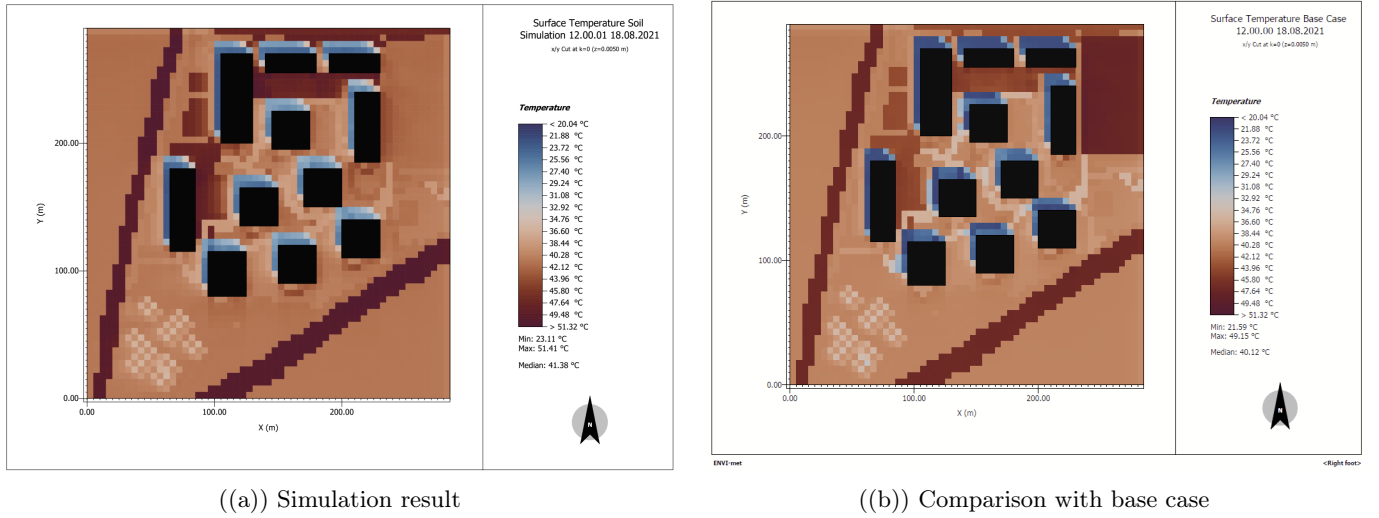 Surface Temperature Soil
Simulation 12.00.01 18.08.2021
x/y Cut at k=0 (z=0.0050 m)
Temperature
< 20.04 °C
21.88 °C
23.72 °C
25.56 °C
27.40 °C
29.24 °C
31.08 °C
32.92 °C
34.76 °C
36.60 °C
38.44 °C
40.28 °C
42.12 °C
43.96 °C
45.80 °C
47.64 °C
49.48 °C
> 51.32 °C
Min: 23.11 °C
Max: 51.41 °C
Median: 41.38 °C
N
Y (m)
200.00
100.00
0.00
0.00 100.00 200.00
X (m)
((a)) Simulation result
Surface Temperature Base Case
12.00.00 18.08.2021
x/y Cut at k=0 (z=0.0050 m)
Temperature
< 20.04 °C
21.88 °C
23.72 °C
25.56 °C
27.40 °C
29.24 °C
31.08 °C
32.92 °C
34.76 °C
36.60 °C
38.44 °C
40.28 °C
42.12 °C
43.96 °C
45.80 °C
47.64 °C
49.48 °C
> 51.32 °C
Min: 21.59 °C
Max: 49.15 °C
Median: 40.12 °C
N
Y (m)
200.00
100.00
0.00
0.00 100.00 200.00
X (m)
ENVI-met
<Right foot>
((b)) Comparison with base case